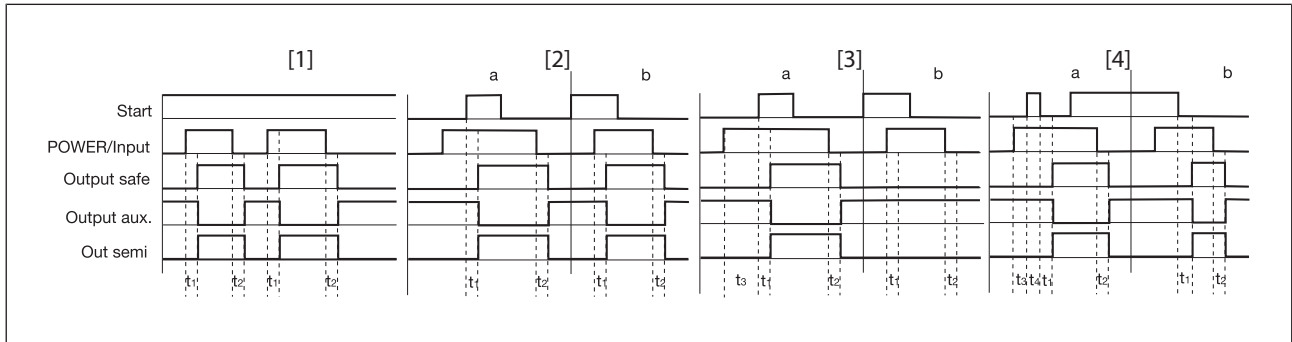 [1] [2] [3] [4]
a b a b a b
Start
POWER/Input
Output safe
Output aux.
Out semi
t1 t2 t1 t2 t1 t2 t1 t2 t3 t1 t2 t1 t2 t3 t4 t1 t2 t1 t2